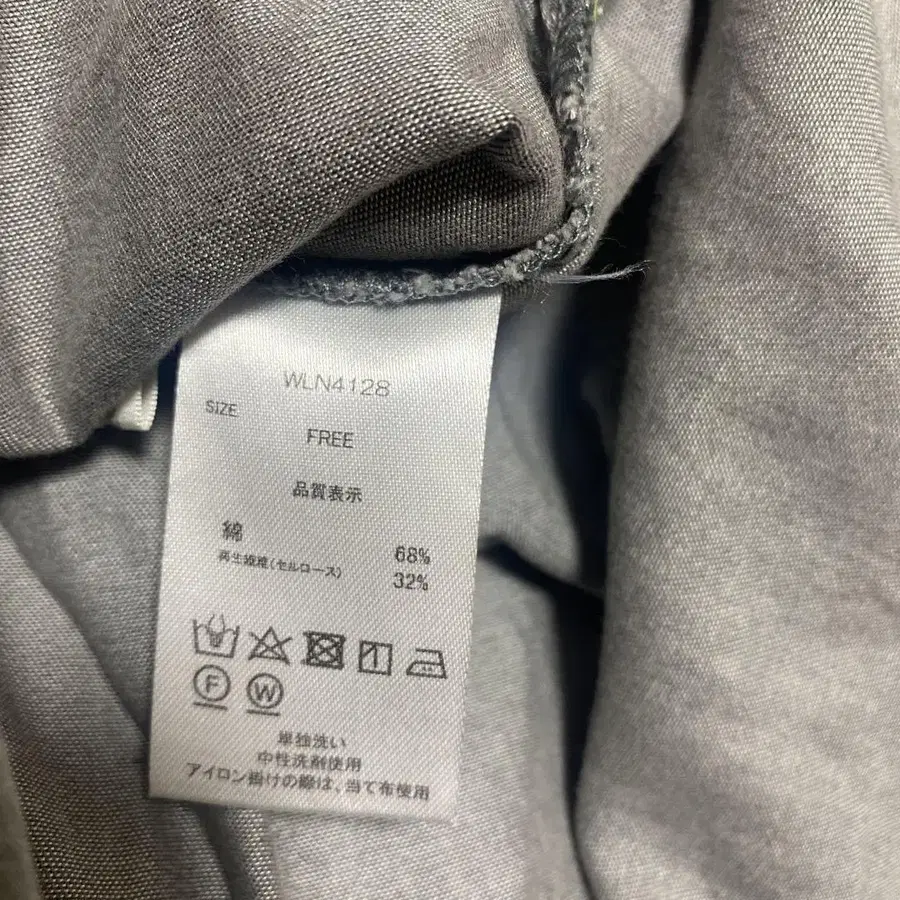 WLN4128
SIZE
FREE
品質表示
綿 68%
再生繊維(セルロース) 32%
F W
単独洗い
中性洗剤使用
アイロン掛けの際は、当て布使用